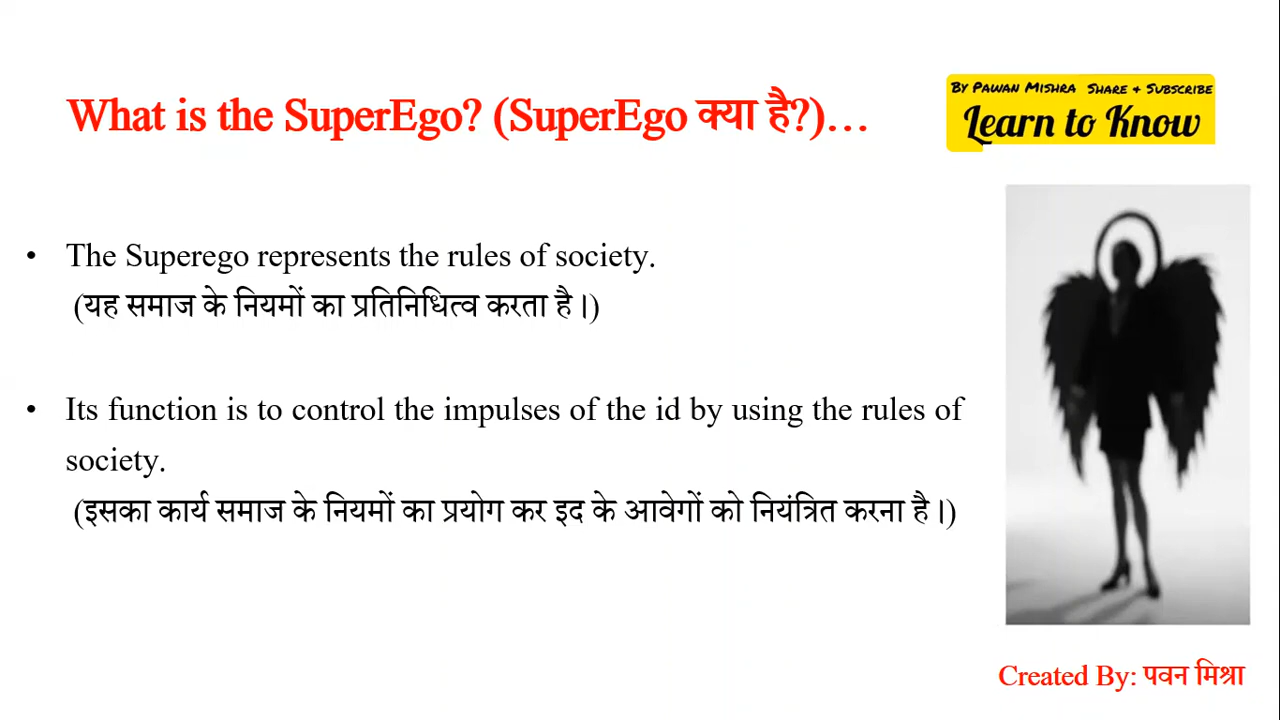 What is the SuperEgo? (SuperEgo क्या है?)…
By Pawan Mishra Share & Subscribe
Learn to Know
• The Superego represents the rules of society.
(यह समाज के नियमों का प्रतिनिधित्व करता है।)
• Its function is to control the impulses of the id by using the rules of
society.
(इसका कार्य समाज के नियमों का प्रयोग कर इद के आवेगों को नियंत्रित करना है।)
Created By: पवन मिश्रा